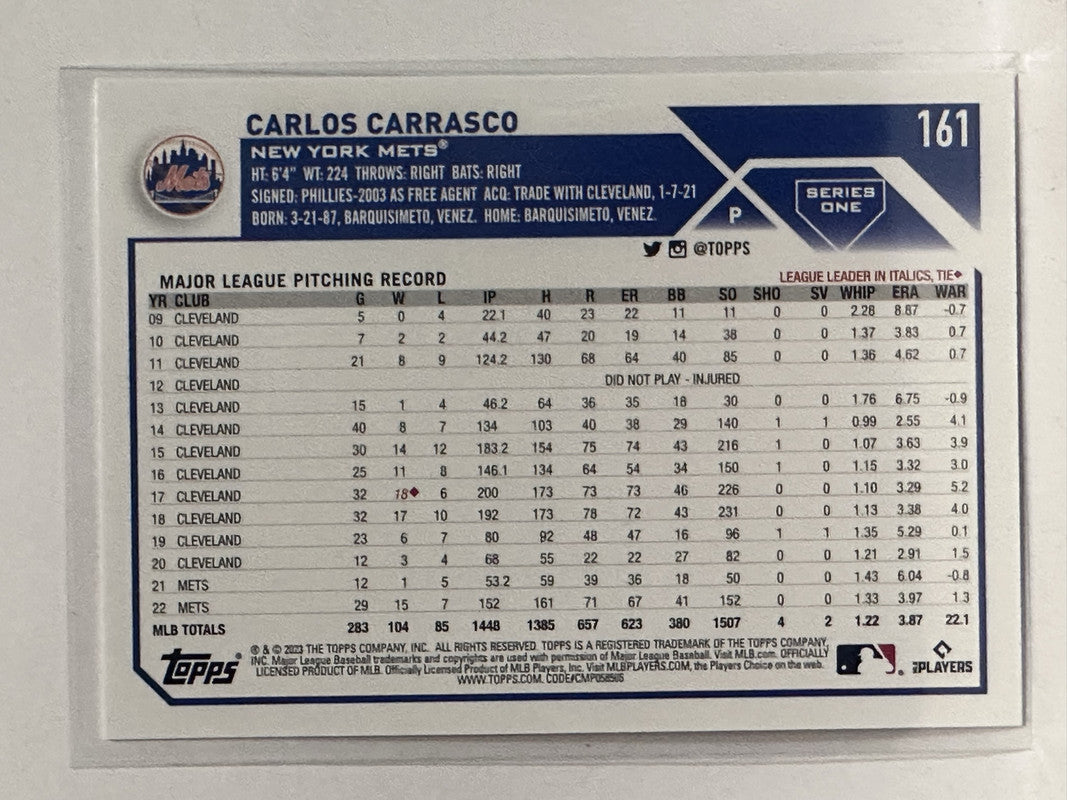 CARLOS CARRASCO
161
NEW YORK METS®
Mets
HT: 6'4" WT: 224 THROWS: RIGHT BATS: RIGHT
SIGNED: PHILLIES-2003 AS FREE AGENT ACQ: TRADE WITH CLEVELAND, 1-7-21
BORN: 3-21-87, BARQUISIMETO, VENEZ. HOME: BARQUISIMETO, VENEZ.
P
SERIES
ONE
@TOPPS
MAJOR LEAGUE PITCHING RECORD
LEAGUE LEADER IN ITALICS, TIE◆
YR CLUB G W L IP H R ER BB SO SHO SV WHIP ERA WAR
09 CLEVELAND 5 0 4 22.1 40 23 22 11 11 0 0 2.28 8.87 -0.7
10 CLEVELAND 7 2 2 44.2 47 20 19 14 38 0 0 1.37 3.83 0.7
11 CLEVELAND 21 8 9 124.2 130 68 64 40 85 0 0 1.36 4.62 0.7
12 CLEVELAND DID NOT PLAY - INJURED
13 CLEVELAND 15 1 4 46.2 64 36 35 18 30 0 0 1.76 6.75 -0.9
14 CLEVELAND 40 8 7 134 103 40 38 29 140 1 1 0.99 2.55 4.1
15 CLEVELAND 30 14 12 183.2 154 75 74 43 216 1 0 1.07 3.63 3.9
16 CLEVELAND 25 11 8 146.1 134 64 54 34 150 1 0 1.15 3.32 3.0
17 CLEVELAND 32 18◆ 6 200 173 73 73 46 226 0 0 1.10 3.29 5.2
18 CLEVELAND 32 17 10 192 173 78 72 43 231 0 0 1.13 3.38 4.0
19 CLEVELAND 23 6 7 80 92 48 47 16 96 1 1 1.35 5.29 0.1
20 CLEVELAND 12 3 4 68 55 22 22 27 82 0 0 1.21 2.91 1.5
21 METS 12 1 5 53.2 59 39 36 18 50 0 0 1.43 6.04 -0.8
22 METS 29 15 7 152 161 71 67 41 152 0 0 1.33 3.97 1.3
MLB TOTALS 283 104 85 1448 1385 657 623 380 1507 4 2 1.22 3.87 22.1
TOPPS®
® & © 2023 THE TOPPS COMPANY, INC. ALL RIGHTS RESERVED. TOPPS IS A REGISTERED TRADEMARK OF THE TOPPS COMPANY,
INC. Major League Baseball trademarks and copyrights are used with permission of Major League Baseball. Visit MLB.com. OFFICIALLY
LICENSED PRODUCT OF MLB. Officially Licensed Product of MLB Players, Inc. Visit MLBPLAYERS.COM, the Players Choice on the web.
WWW.TOPPS.COM. CODE#CMP058505
PLAYERS